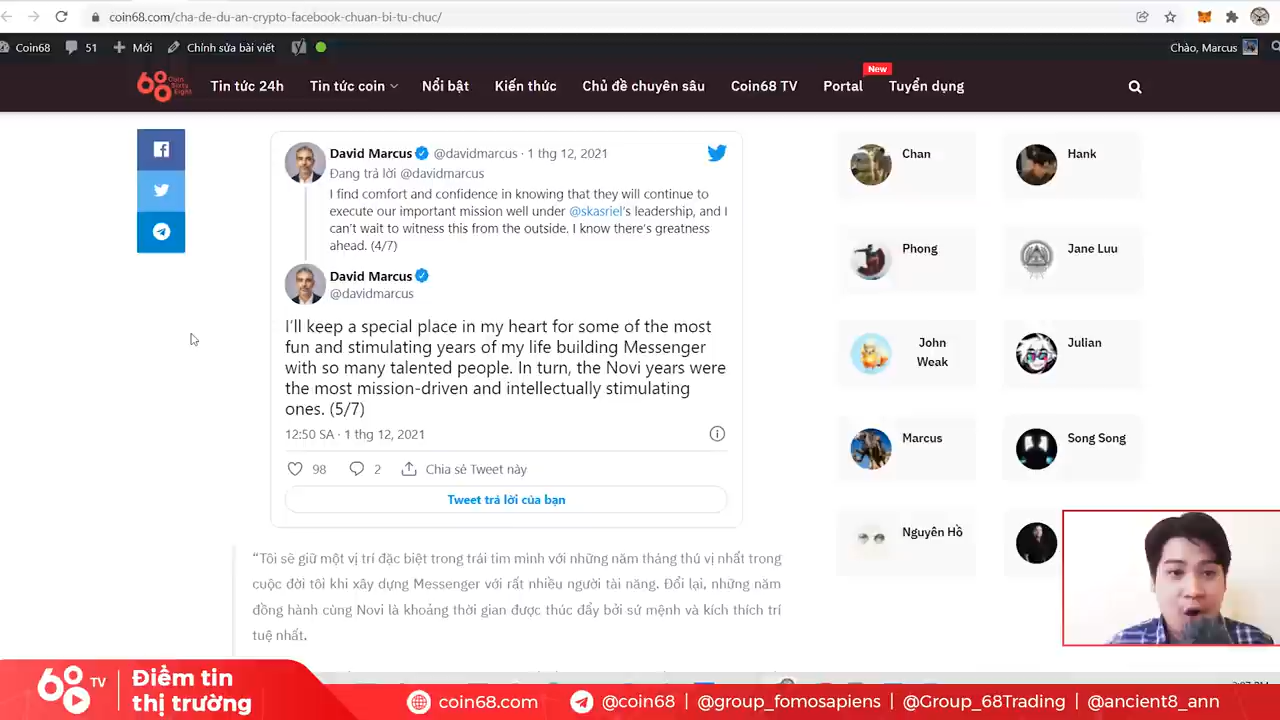 coin68.com/cha-de-du-an-crypto-facebook-chuan-bi-tu-chuc/
Coin68 51 Mới Chỉnh sửa bài viết Chào, Marcus
68 Coin Sixty Eight
Tin tức 24h Tin tức coin Nổi bật Kiến thức Chủ đề chuyên sâu Coin68 TV Portal New Tuyển dụng
David Marcus @davidmarcus · 1 thg 12, 2021
Đang trả lời @davidmarcus
I find comfort and confidence in knowing that they will continue to
execute our important mission well under @skasriel's leadership, and I
can't wait to witness this from the outside. I know there's greatness
ahead. (4/7)
David Marcus
@davidmarcus
I'll keep a special place in my heart for some of the most
fun and stimulating years of my life building Messenger
with so many talented people. In turn, the Novi years were
the most mission-driven and intellectually stimulating
ones. (5/7)
12:50 SA · 1 thg 12, 2021
98 2 Chia sẻ Tweet này
Tweet trả lời của bạn
"Tôi sẽ giữ một vị trí đặc biệt trong trái tim mình với những năm tháng thú vị nhất trong
cuộc đời tôi khi xây dựng Messenger với rất nhiều người tài năng. Đổi lại, những năm
đồng hành cùng Novi là khoảng thời gian được thúc đẩy bởi sứ mệnh và kích thích trí
tuệ nhất.
Chan
Hank
Phong
Jane Luu
John
Weak
Julian
Marcus
Song Song
Nguyên Hồ
68 TV
Điểm tin
thị trường
coin68.com @coin68 | @group_fomosapiens | @Group_68Trading | @ancient8_ann